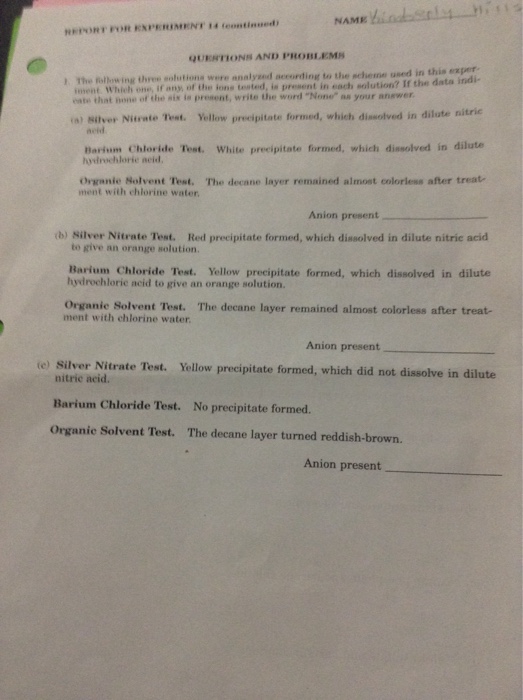 REPORT FOR EXPERIMENT 14 (continued)
NAME Kimberly Mills
QUESTIONS AND PROBLEMS
1. The following three solutions were analyzed according to the scheme used in this exper-
iment. Which one, if any, of the ions tested, is present in each solution? If the data indi-
cate that none of the six is present, write the word "None" as your answer.
(a) Silver Nitrate Test. Yellow precipitate formed, which dissolved in dilute nitric
acid.
Barium Chloride Test. White precipitate formed, which dissolved in dilute
hydrochloric acid.
Organic Solvent Test. The decane layer remained almost colorless after treat-
ment with chlorine water.
Anion present
(b) Silver Nitrate Test. Red precipitate formed, which dissolved in dilute nitric acid
to give an orange solution.
Barium Chloride Test. Yellow precipitate formed, which dissolved in dilute
hydrochloric acid to give an orange solution.
Organic Solvent Test. The decane layer remained almost colorless after treat-
ment with chlorine water.
Anion present
(c) Silver Nitrate Test. Yellow precipitate formed, which did not dissolve in dilute
nitric acid.
Barium Chloride Test. No precipitate formed.
Organic Solvent Test. The decane layer turned reddish-brown.
Anion present